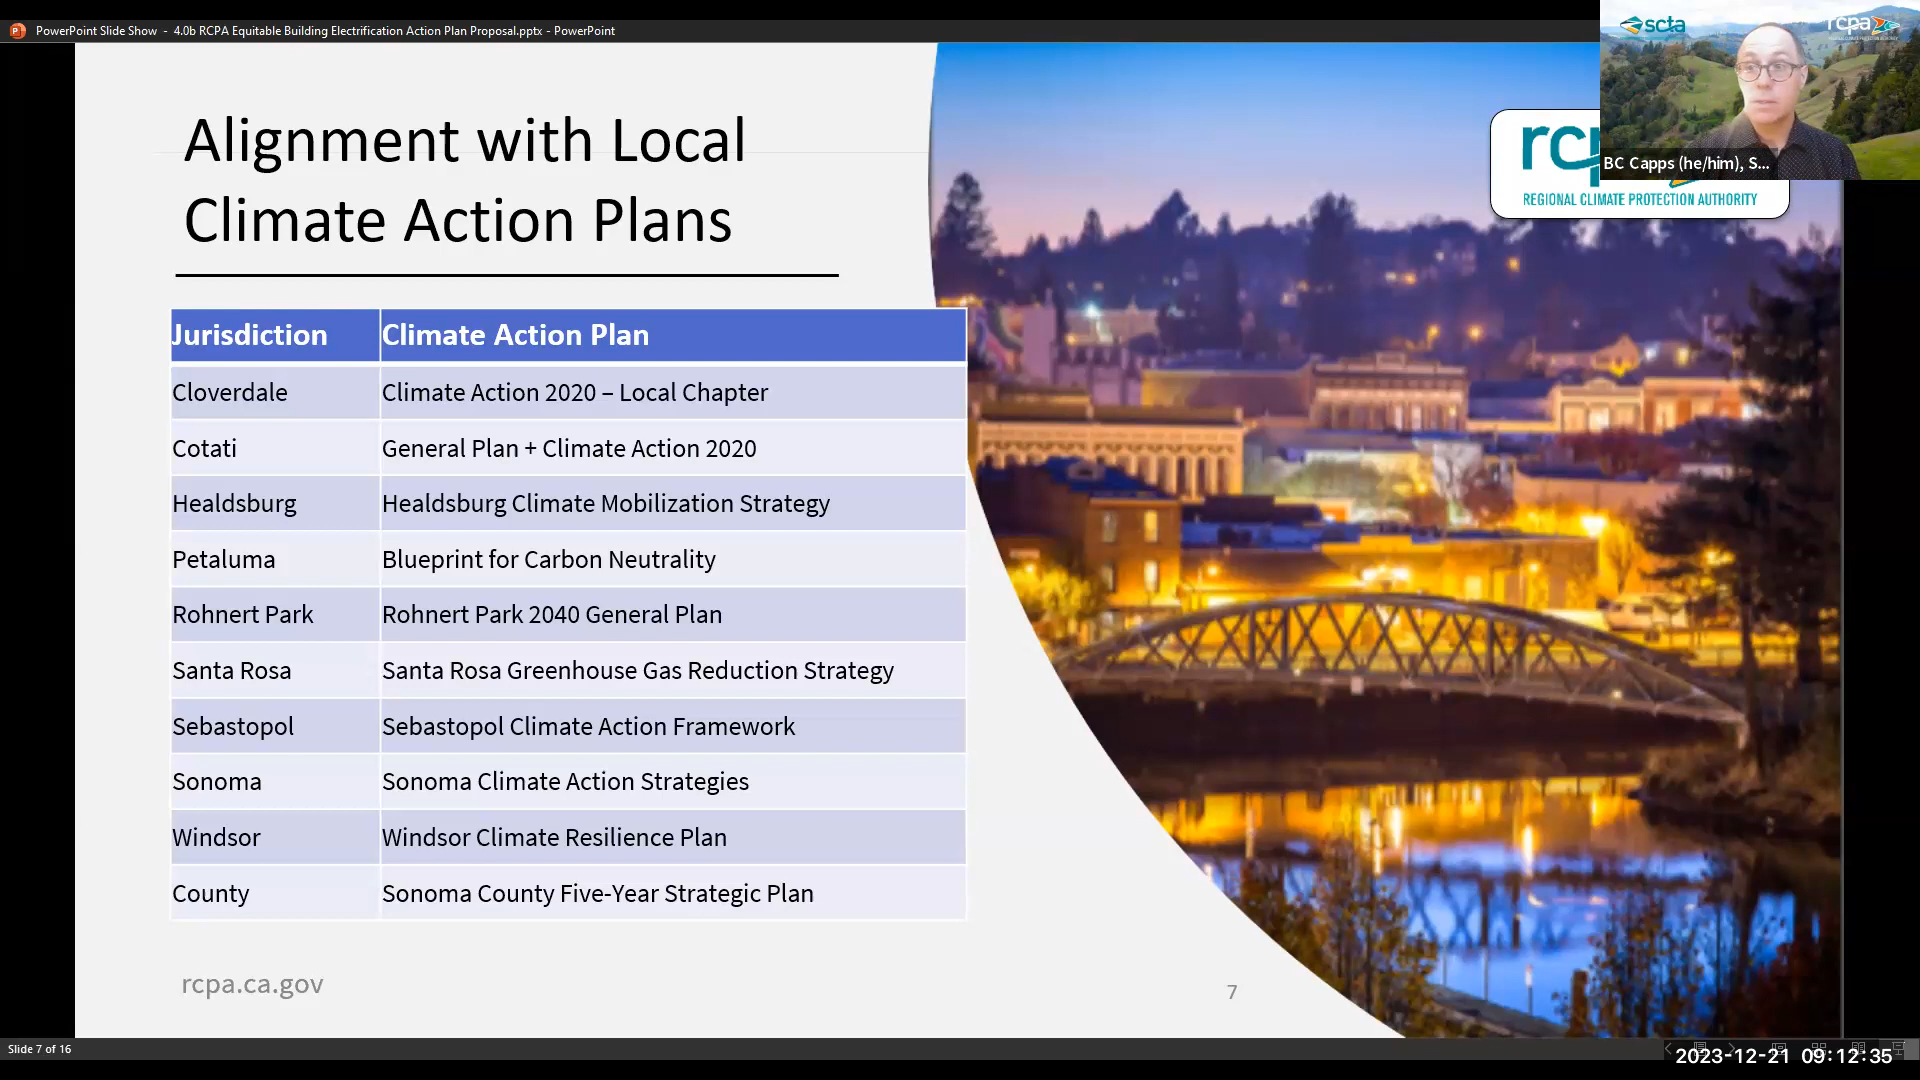 PowerPoint Slide Show - 4.0b RCPA Equitable Building Electrification Action Plan Proposal.pptx - PowerPoint
scta
rcpa
BC Capps (he/him), S...
rc
REGIONAL CLIMATE PROTECTION AUTHORITY
Alignment with Local
Climate Action Plans
Jurisdiction Climate Action Plan
Cloverdale Climate Action 2020 – Local Chapter
Cotati General Plan + Climate Action 2020
Healdsburg Healdsburg Climate Mobilization Strategy
Petaluma Blueprint for Carbon Neutrality
Rohnert Park Rohnert Park 2040 General Plan
Santa Rosa Santa Rosa Greenhouse Gas Reduction Strategy
Sebastopol Sebastopol Climate Action Framework
Sonoma Sonoma Climate Action Strategies
Windsor Windsor Climate Resilience Plan
County Sonoma County Five-Year Strategic Plan
rcpa.ca.gov
7
Slide 7 of 16
2023-12-21 09:12:35